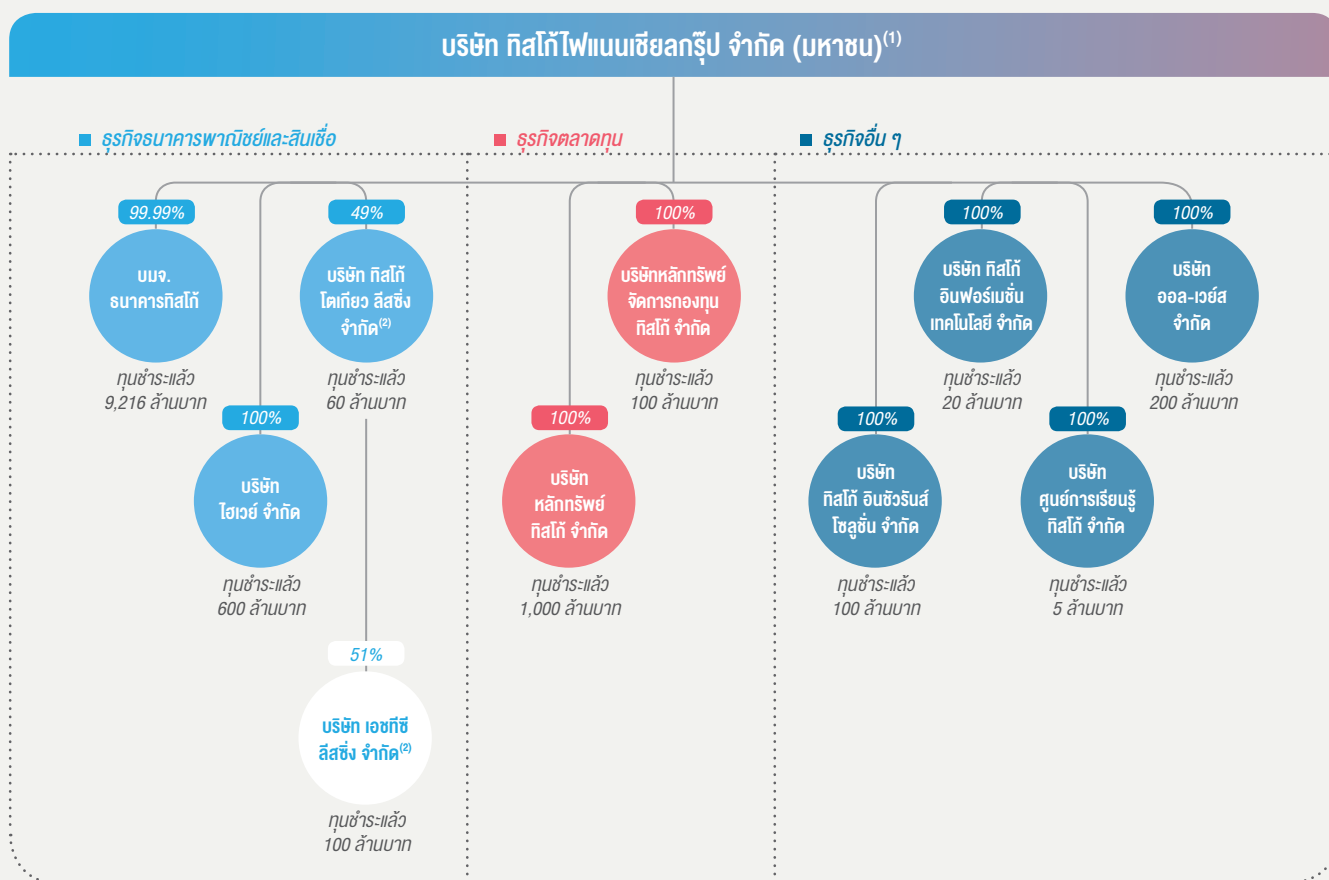 บริษัท ทิสโก้ไฟแนนเชียลกรุ๊ป จำกัด (มหาชน)(1)
ธุรกิจธนาคารพาณิชย์และสินเชื่อ
99.99%
บมจ.
ธนาคารทิสโก้
ทุนชำระแล้ว
9,216 ล้านบาท
49%
บริษัท ทิสโก้
โตเกียว ลีสซิ่ง
จำกัด(2)
ทุนชำระแล้ว
60 ล้านบาท
100%
บริษัท
ไฮเวย์ จำกัด
ทุนชำระแล้ว
600 ล้านบาท
51%
บริษัท เอชทีซี
ลีสซิ่ง จำกัด(2)
ทุนชำระแล้ว
100 ล้านบาท
ธุรกิจตลาดทุน
100%
บริษัทหลักทรัพย์
จัดการกองทุน
ทิสโก้ จำกัด
ทุนชำระแล้ว
100 ล้านบาท
100%
บริษัท
หลักทรัพย์
ทิสโก้ จำกัด
ทุนชำระแล้ว
1,000 ล้านบาท
ธุรกิจอื่น ๆ
100%
บริษัท ทิสโก้
อินฟอร์เมชั่น
เทคโนโลยี จำกัด
ทุนชำระแล้ว
20 ล้านบาท
100%
บริษัท
ออล-เวย์ส
จำกัด
ทุนชำระแล้ว
200 ล้านบาท
100%
บริษัท
ทิสโก้ อินชัวรันส์
โซลูชั่น จำกัด
ทุนชำระแล้ว
100 ล้านบาท
100%
บริษัท
ศูนย์การเรียนรู้
ทิสโก้ จำกัด
ทุนชำระแล้ว
5 ล้านบาท